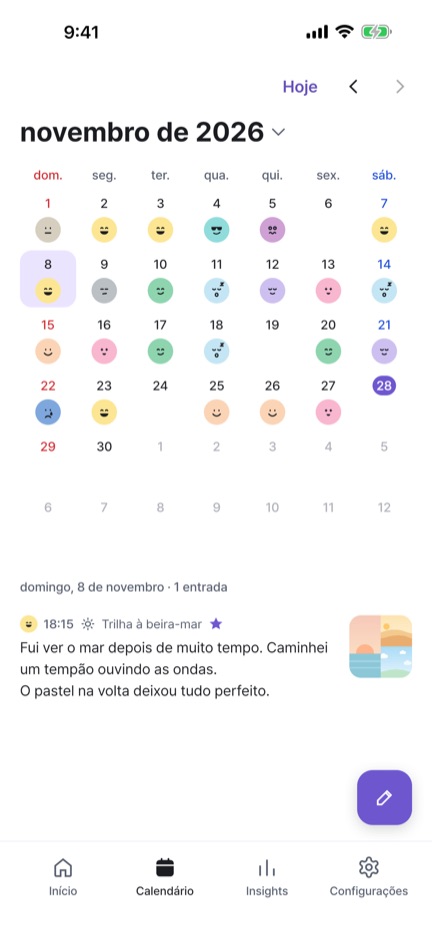 9:41
Hoje
novembro de 2026
dom. seg. ter. qua. qui. sex. sáb.
1 2 3 4 5 6 7
8 9 10 11 12 13 14
15 16 17 18 19 20 21
22 23 24 25 26 27 28
29 30 1 2 3 4 5
6 7 8 9 10 11 12
domingo, 8 de novembro · 1 entrada
18:15 Trilha à beira-mar
Fui ver o mar depois de muito tempo. Caminhei
um tempão ouvindo as ondas.
O pastel na volta deixou tudo perfeito.
Início Calendário Insights Configurações